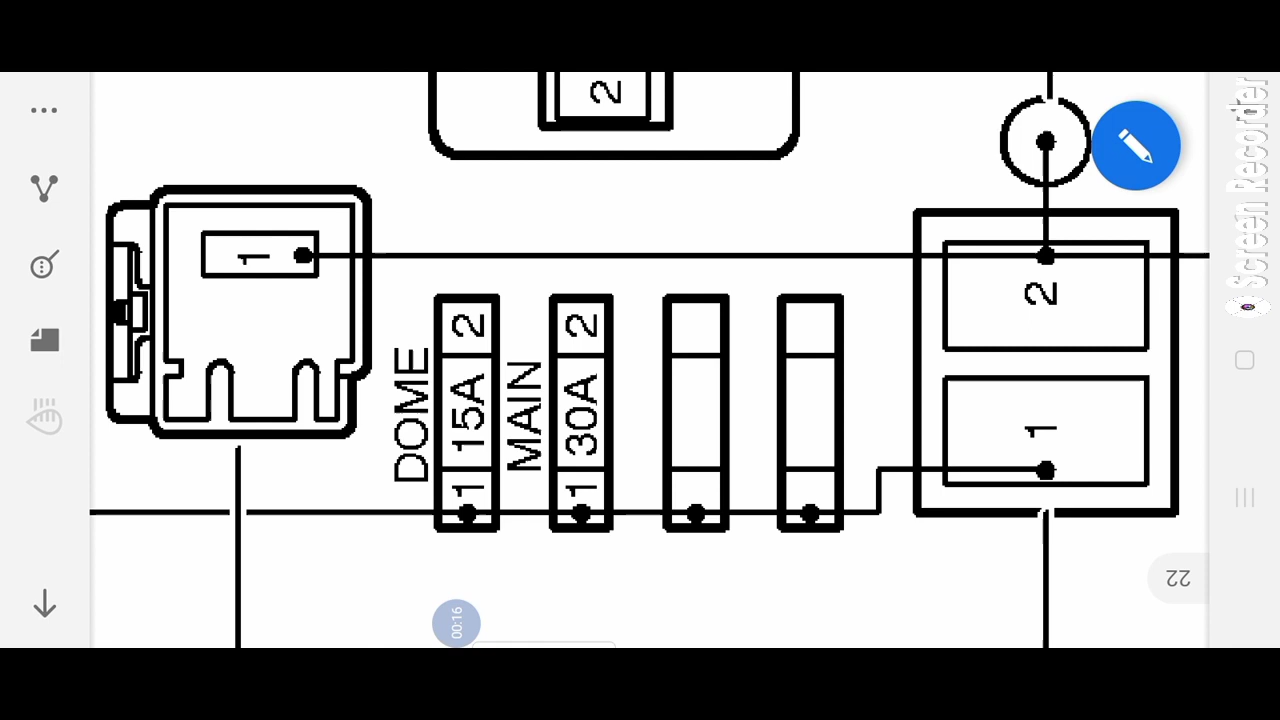 2
1
2
DOME
1 15A 2
MAIN
1 30A 2
1
22
00:16
Screen Recorder